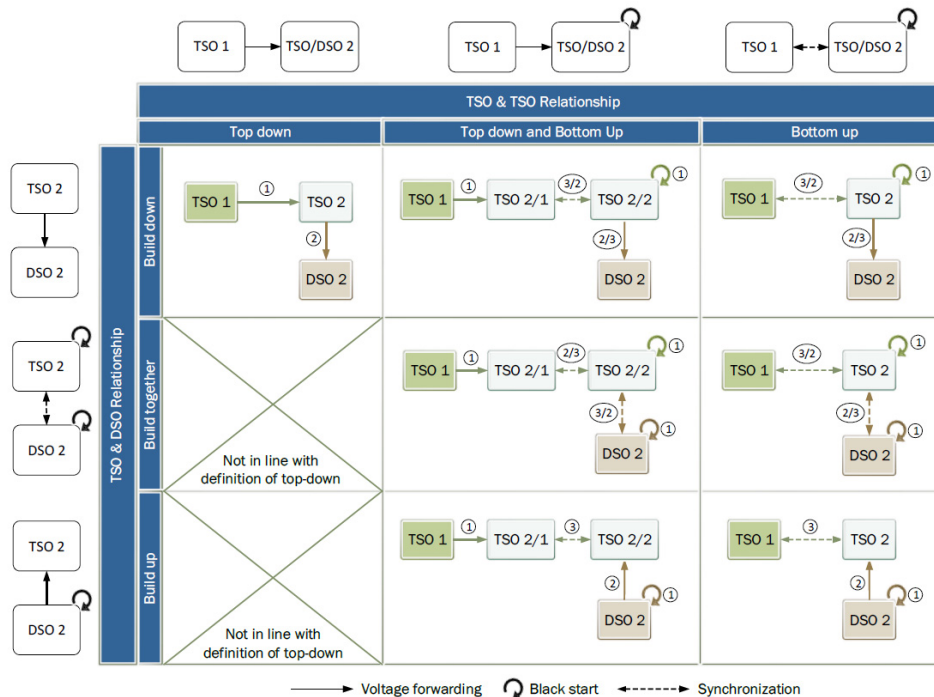 TSO 1
TSO/DSO 2
TSO 1
TSO/DSO 2
TSO 1
TSO/DSO 2
TSO & TSO Relationship
Top down
Top down and Bottom Up
Bottom up
TSO & DSO Relationship
TSO 2
DSO 2
Build down
TSO 1
1
TSO 2
2
DSO 2
TSO 1
1
TSO 2/1
3/2
TSO 2/2
1
2/3
DSO 2
TSO 1
3/2
TSO 2
1
2/3
DSO 2
TSO 2
DSO 2
Build together
Not in line with
definition of top-down
TSO 1
1
TSO 2/1
2/3
TSO 2/2
1
3/2
DSO 2
1
TSO 1
3/2
TSO 2
1
2/3
DSO 2
1
TSO 2
DSO 2
Build up
Not in line with
definition of top-down
TSO 1
1
TSO 2/1
3
TSO 2/2
2
DSO 2
1
TSO 1
3
TSO 2
2
DSO 2
1
Voltage forwarding
Black start
Synchronization